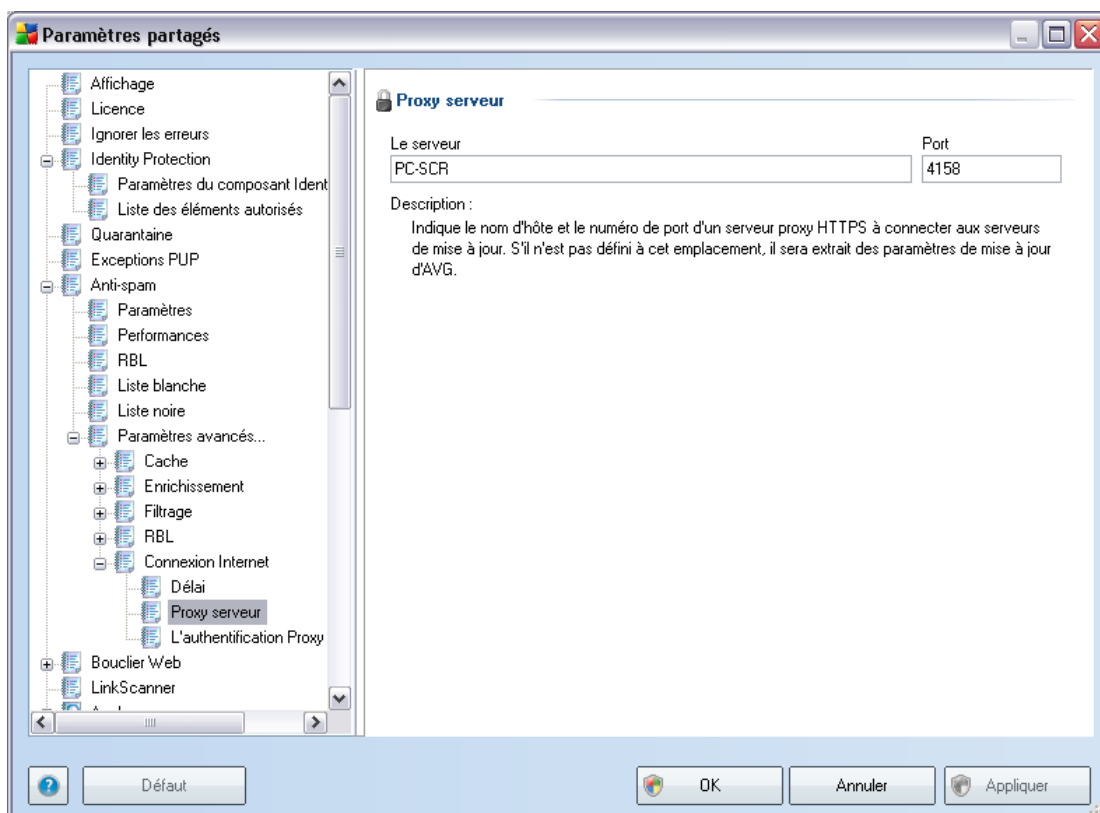 Paramètres partagés
Affichage
Licence
Ignorer les erreurs
Identity Protection
Paramètres du composant Ident
Liste des éléments autorisés
Quarantaine
Exceptions PUP
Anti-spam
Paramètres
Performances
RBL
Liste blanche
Liste noire
Paramètres avancés...
Cache
Enrichissement
Filtrage
RBL
Connexion Internet
Délai
Proxy serveur
L'authentification Proxy
Bouclier Web
LinkScanner
Proxy serveur
Le serveur
Port
PC-SCR
4158
Description :
Indique le nom d'hôte et le numéro de port d'un serveur proxy HTTPS à connecter aux serveurs
de mise à jour. S'il n'est pas défini à cet emplacement, il sera extrait des paramètres de mise à jour
d'AVG.
Défaut
OK
Annuler
Appliquer